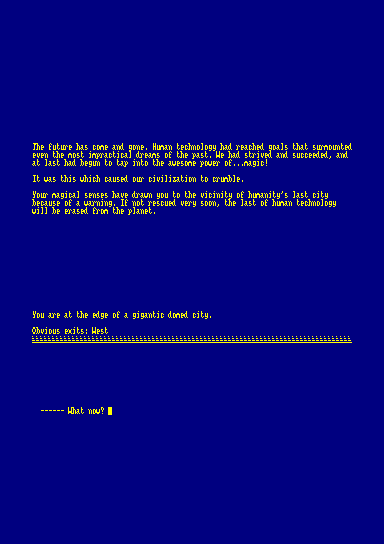 The future has come and gone. Human technology had reached goals that surmounted
even the most impractical dreams of the past. We had strived and succeeded, and
at last had begun to tap into the awesome power of...magic!
It was this which caused our civilization to crumble.
Your magical senses have drawn you to the vicinity of humanity's last city
because of a warning. If not rescued very soon, the last of human technology
will be erased from the planet.
You are at the edge of a gigantic domed city.
Obvious exits: West
------ What now?